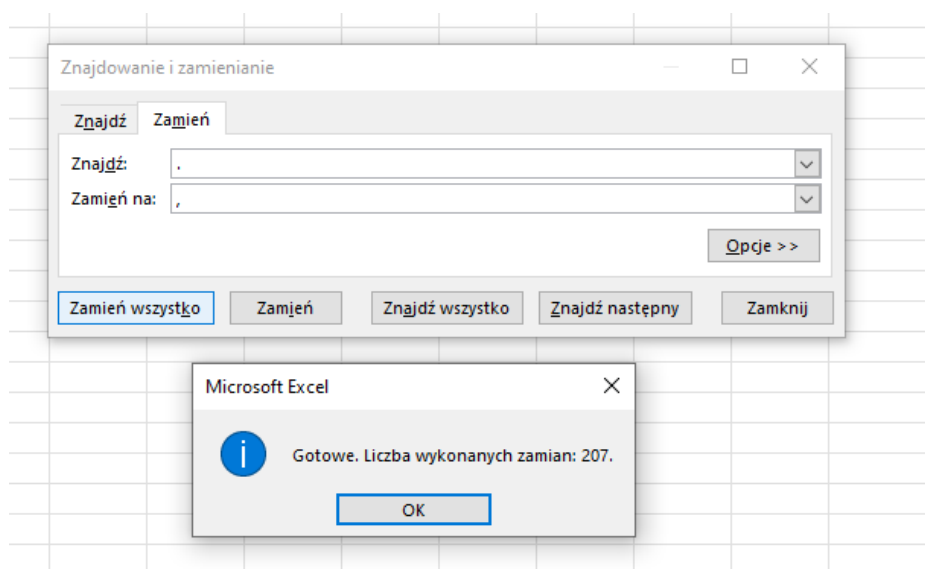 Znajdowanie i zamienianie
Znajdź Zamień
Znajdź: .
Zamień na: ,
Opcje >>
Zamień wszystko Zamień Znajdź wszystko Znajdź następny Zamknij
Microsoft Excel
Gotowe. Liczba wykonanych zamian: 207.
OK